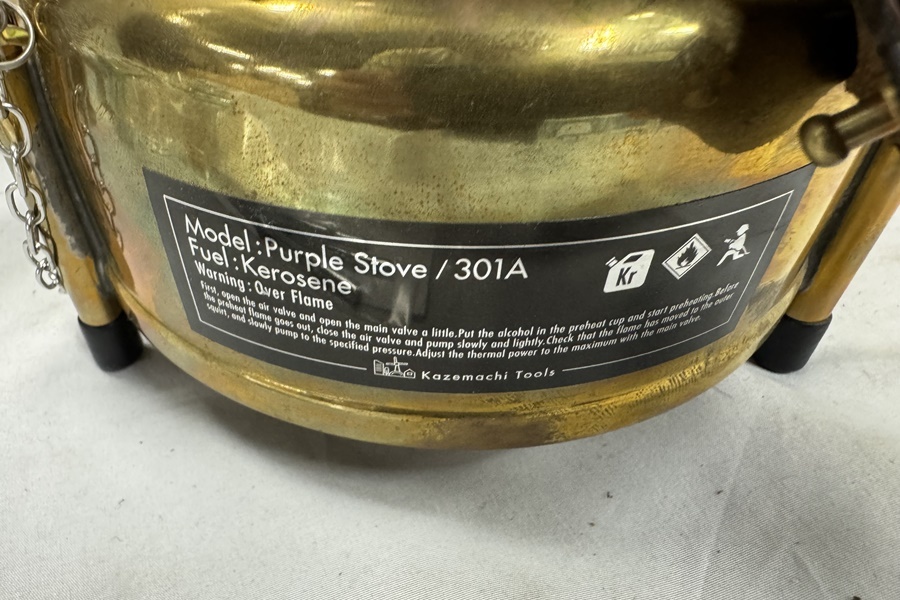 Model:Purple Stove / 301A
Fuel:Kerosene
Warning:Over Flame
First, open the air valve and open the main valve a little.Put the alcohol in the preheat cup and start preheating.Before
the preheat flame goes out, close the air valve and pump slowly and lightly.Check that the flame has moved to the outer
squirt, and slowly pump to the specified pressure.Adjust the thermal power to the maximum with the main valve.
Kr
Kazemachi Tools